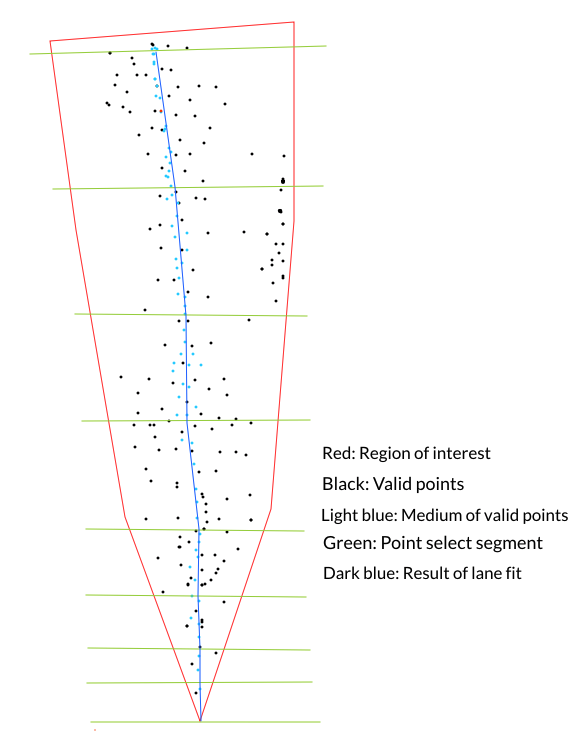 Red: Region of interest
Black: Valid points
Light blue: Medium of valid points
Green: Point select segment
Dark blue: Result of lane fit